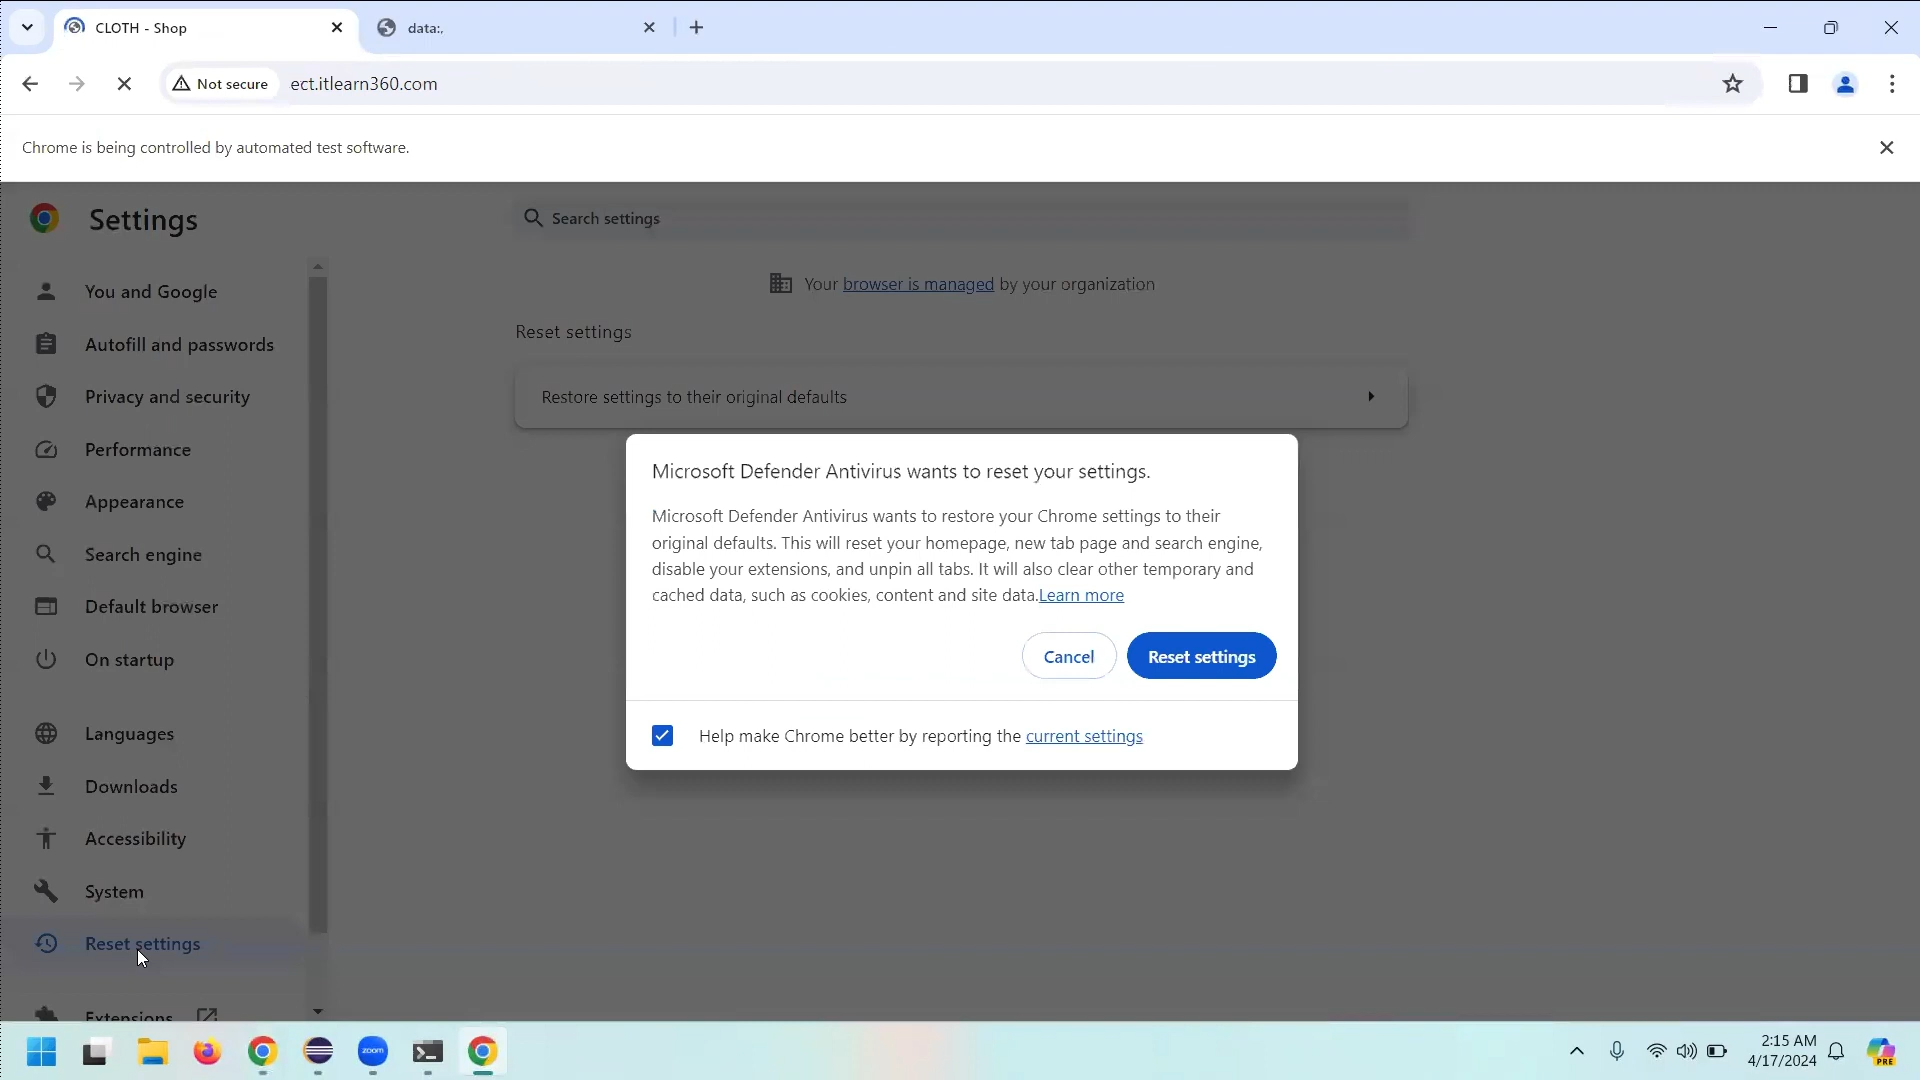 CLOTH - Shop
data:,
Not secure
ect.itlearn360.com
Chrome is being controlled by automated test software.
Settings
Search settings
You and Google
Autofill and passwords
Privacy and security
Performance
Appearance
Search engine
Default browser
On startup
Languages
Downloads
Accessibility
System
Reset settings
Extensions
Your browser is managed by your organization
Reset settings
Restore settings to their original defaults
Microsoft Defender Antivirus wants to reset your settings.
Microsoft Defender Antivirus wants to restore your Chrome settings to their
original defaults. This will reset your homepage, new tab page and search engine,
disable your extensions, and unpin all tabs. It will also clear other temporary and
cached data, such as cookies, content and site data.Learn more
Cancel
Reset settings
Help make Chrome better by reporting the current settings
zoom
2:15 AM
4/17/2024
PRE